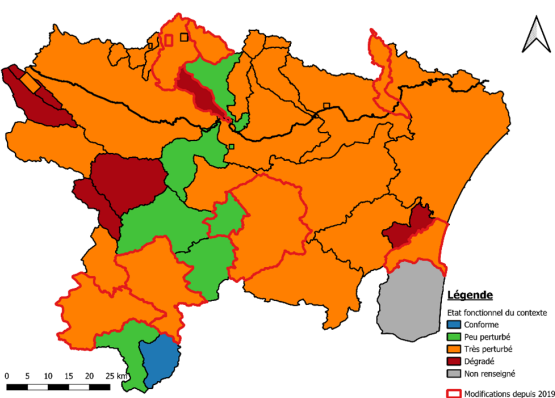 Légende
Etat fonctionnel du contexte
Conforme
Peu perturbé
Très perturbé
Dégradé
Non renseigné
Modifications depuis 2019
0 5 10 15 20 25 km